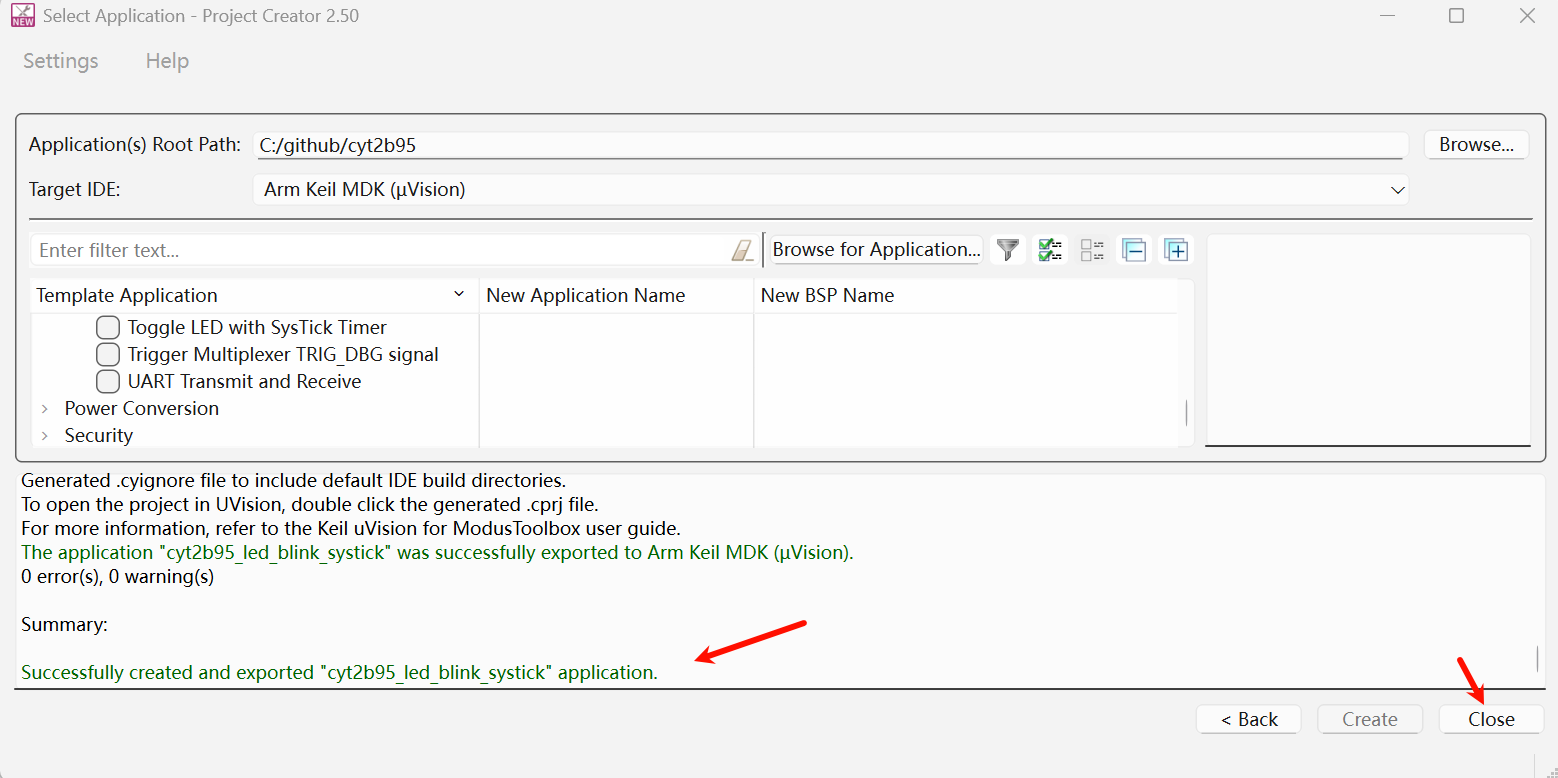 NEW
Select Application - Project Creator 2.50
Settings Help
Application(s) Root Path: C:/github/cyt2b95 Browse...
Target IDE: Arm Keil MDK (µVision)
Enter filter text... Browse for Application...
Template Application New Application Name New BSP Name
Toggle LED with SysTick Timer
Trigger Multiplexer TRIG_DBG signal
UART Transmit and Receive
Power Conversion
Security
Generated .cyignore file to include default IDE build directories.
To open the project in UVision, double click the generated .cprj file.
For more information, refer to the Keil uVision for ModusToolbox user guide.
The application "cyt2b95_led_blink_systick" was successfully exported to Arm Keil MDK (µVision).
0 error(s), 0 warning(s)
Summary:
Successfully created and exported "cyt2b95_led_blink_systick" application.
< Back Create Close